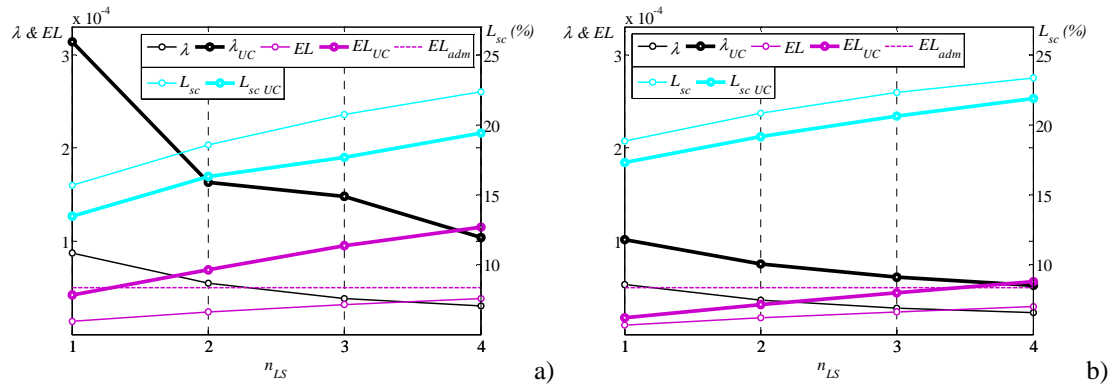 x 10⁻⁴
λ & EL
L_sc (%)
λ λ_UC EL EL_UC EL_adm
L_sc L_sc UC
3
2
1
25
20
15
10
1 2 3 4
n_LS
a)
x 10⁻⁴
λ & EL
L_sc (%)
λ λ_UC EL EL_UC EL_adm
L_sc L_sc UC
3
2
1
25
20
15
10
1 2 3 4
n_LS
b)